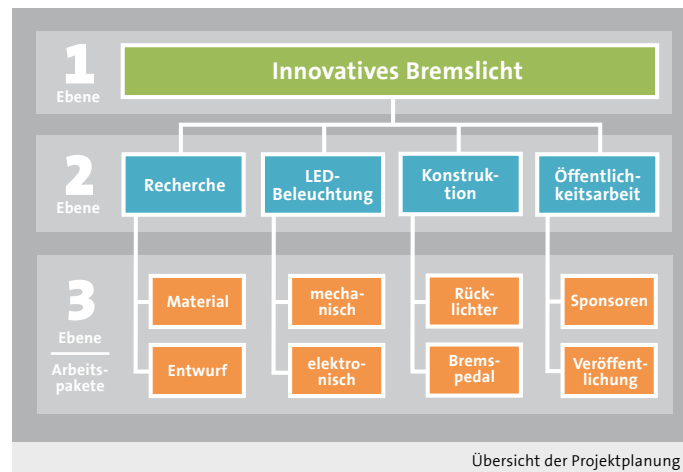 1
Ebene
Innovatives Bremslicht
2
Ebene
Recherche
LED-
Beleuchtung
Konstruk-
tion
Öffentlich-
keitsarbeit
3
Ebene
Arbeits-
pakete
Material
mecha-
nisch
Rück-
lichter
Sponsoren
Entwurf
elektro-
nisch
Brems-
pedal
Veröffent-
lichung
Übersicht der Projektplanung